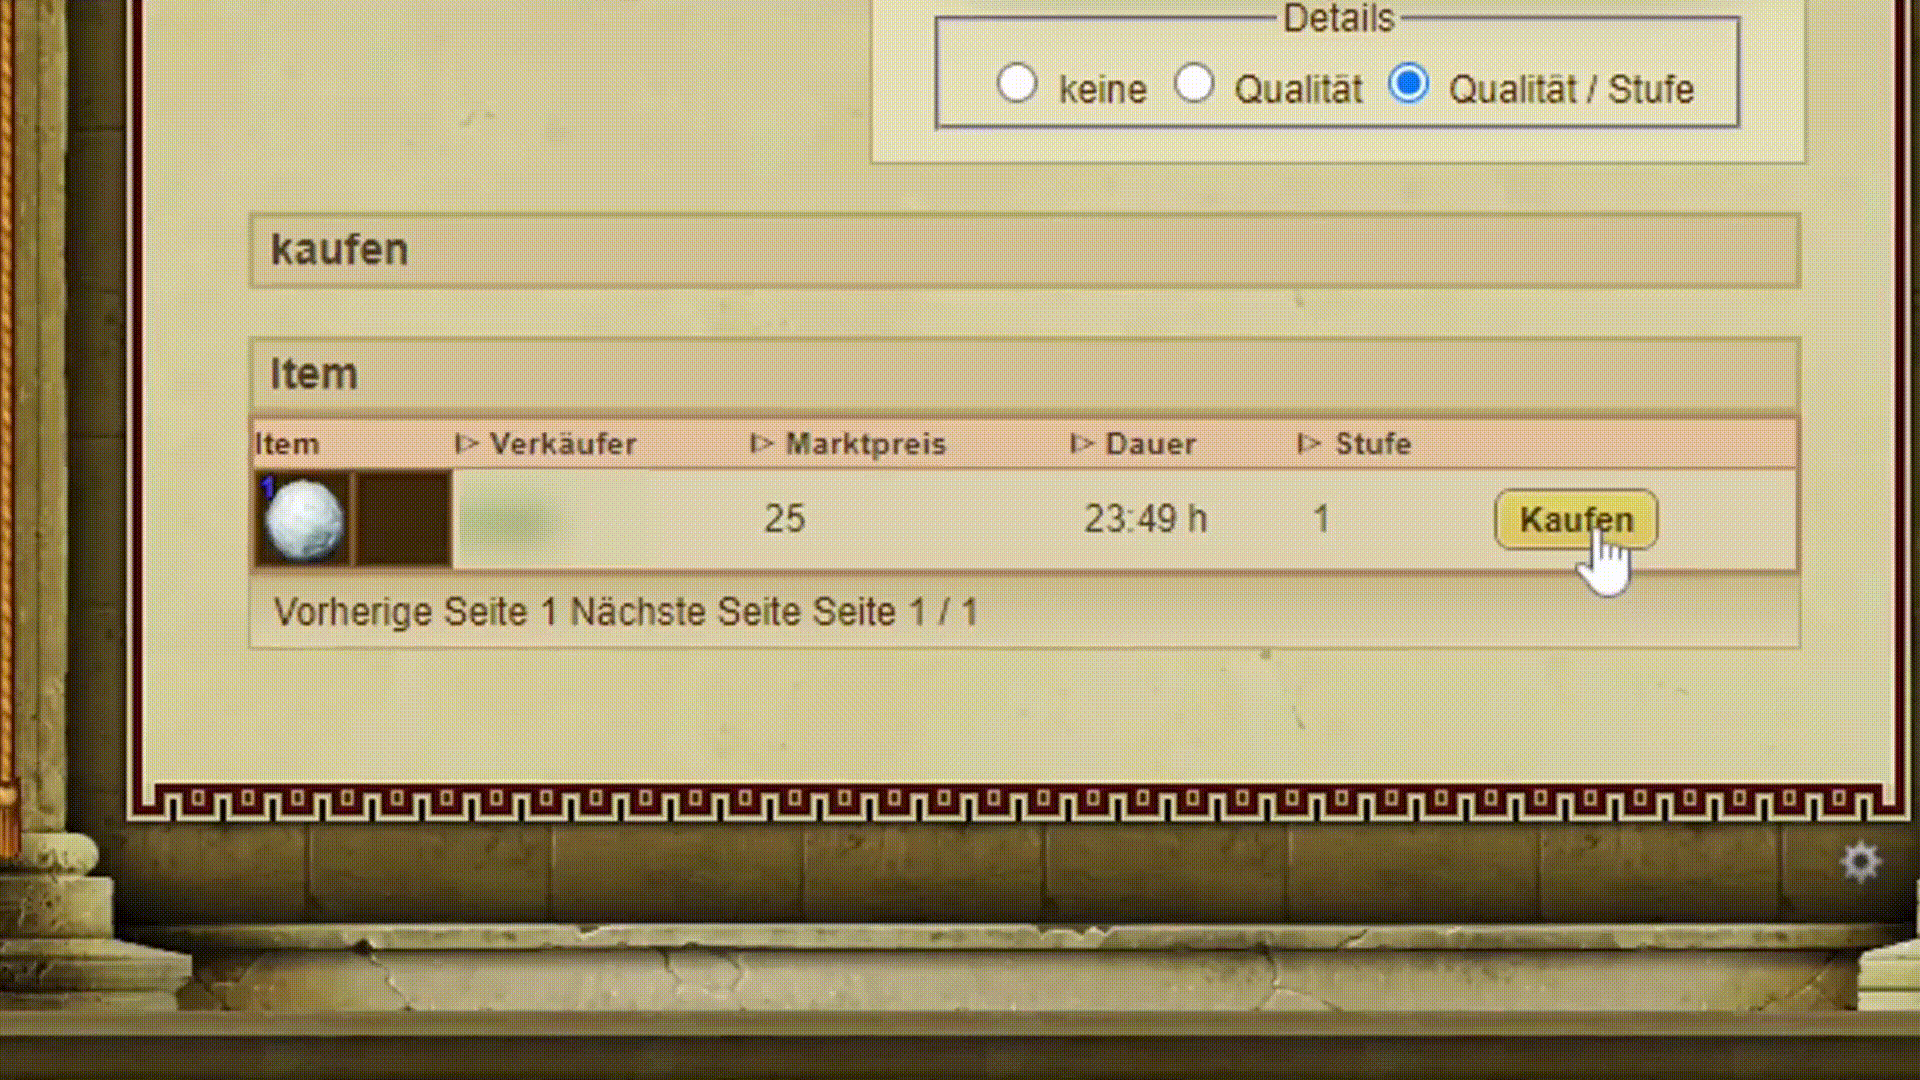 Details
keine Qualität Qualität / Stufe
kaufen
Item
Item Verkäufer Marktpreis Dauer Stufe
1 25 23:49 h 1 Kaufen
Vorherige Seite 1 Nächste Seite Seite 1 / 1